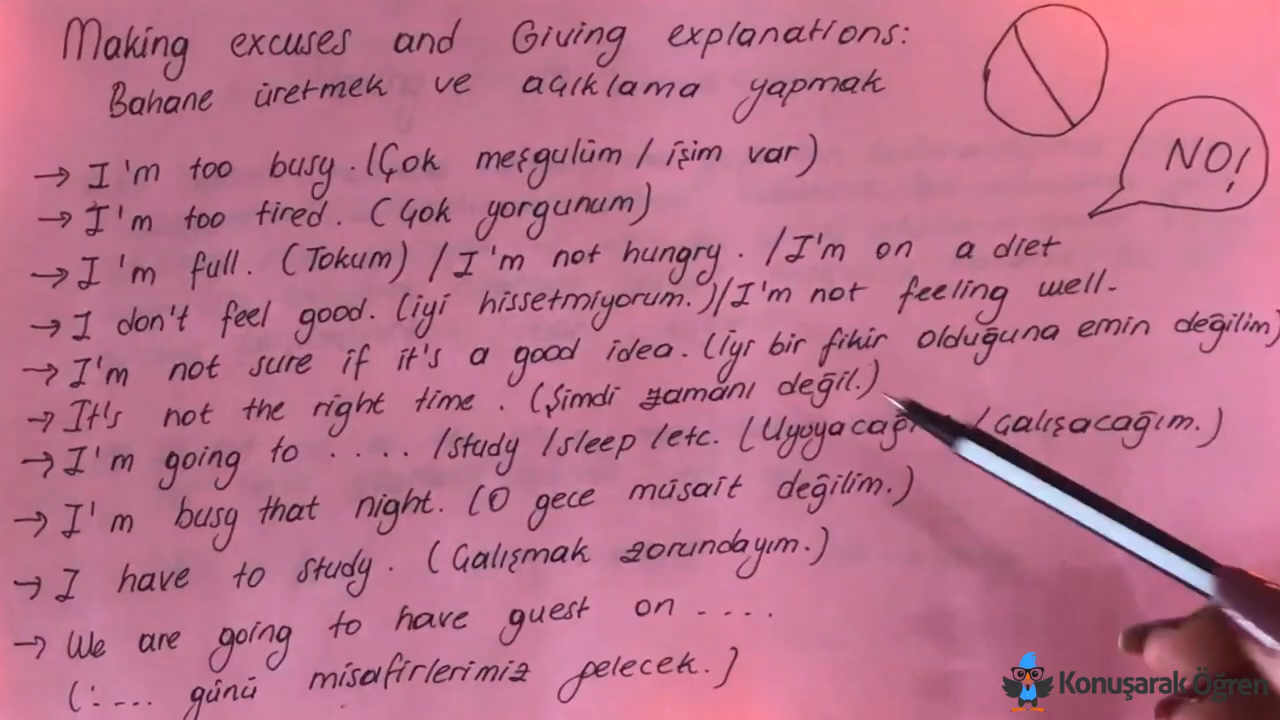 Making excuses and Giving explanations:
Bahane üretmek ve açıklama yapmak
NO!
→ I'm too busy. (Çok meşgulüm / işim var)
→ I'm too tired. (Çok yorgunum)
→ I'm full. (Tokum) / I'm not hungry. / I'm on a diet
→ I don't feel good. (iyi hissetmiyorum.) / I'm not feeling well.
→ I'm not sure if it's a good idea. (İyi bir fikir olduğuna emin değilim)
→ It's not the right time. (Şimdi zamanı değil.)
→ I'm going to .... /study /sleep /etc. ( / Çalışacağım.)
→ I'm busy that night. (O gece müsait değilim.)
→ I have to study. (Çalışmak zorundayım.)
→ We are going to have guest on ....
(:.... günü misafirlerimiz gelecek.)
Konuşarak Öğren